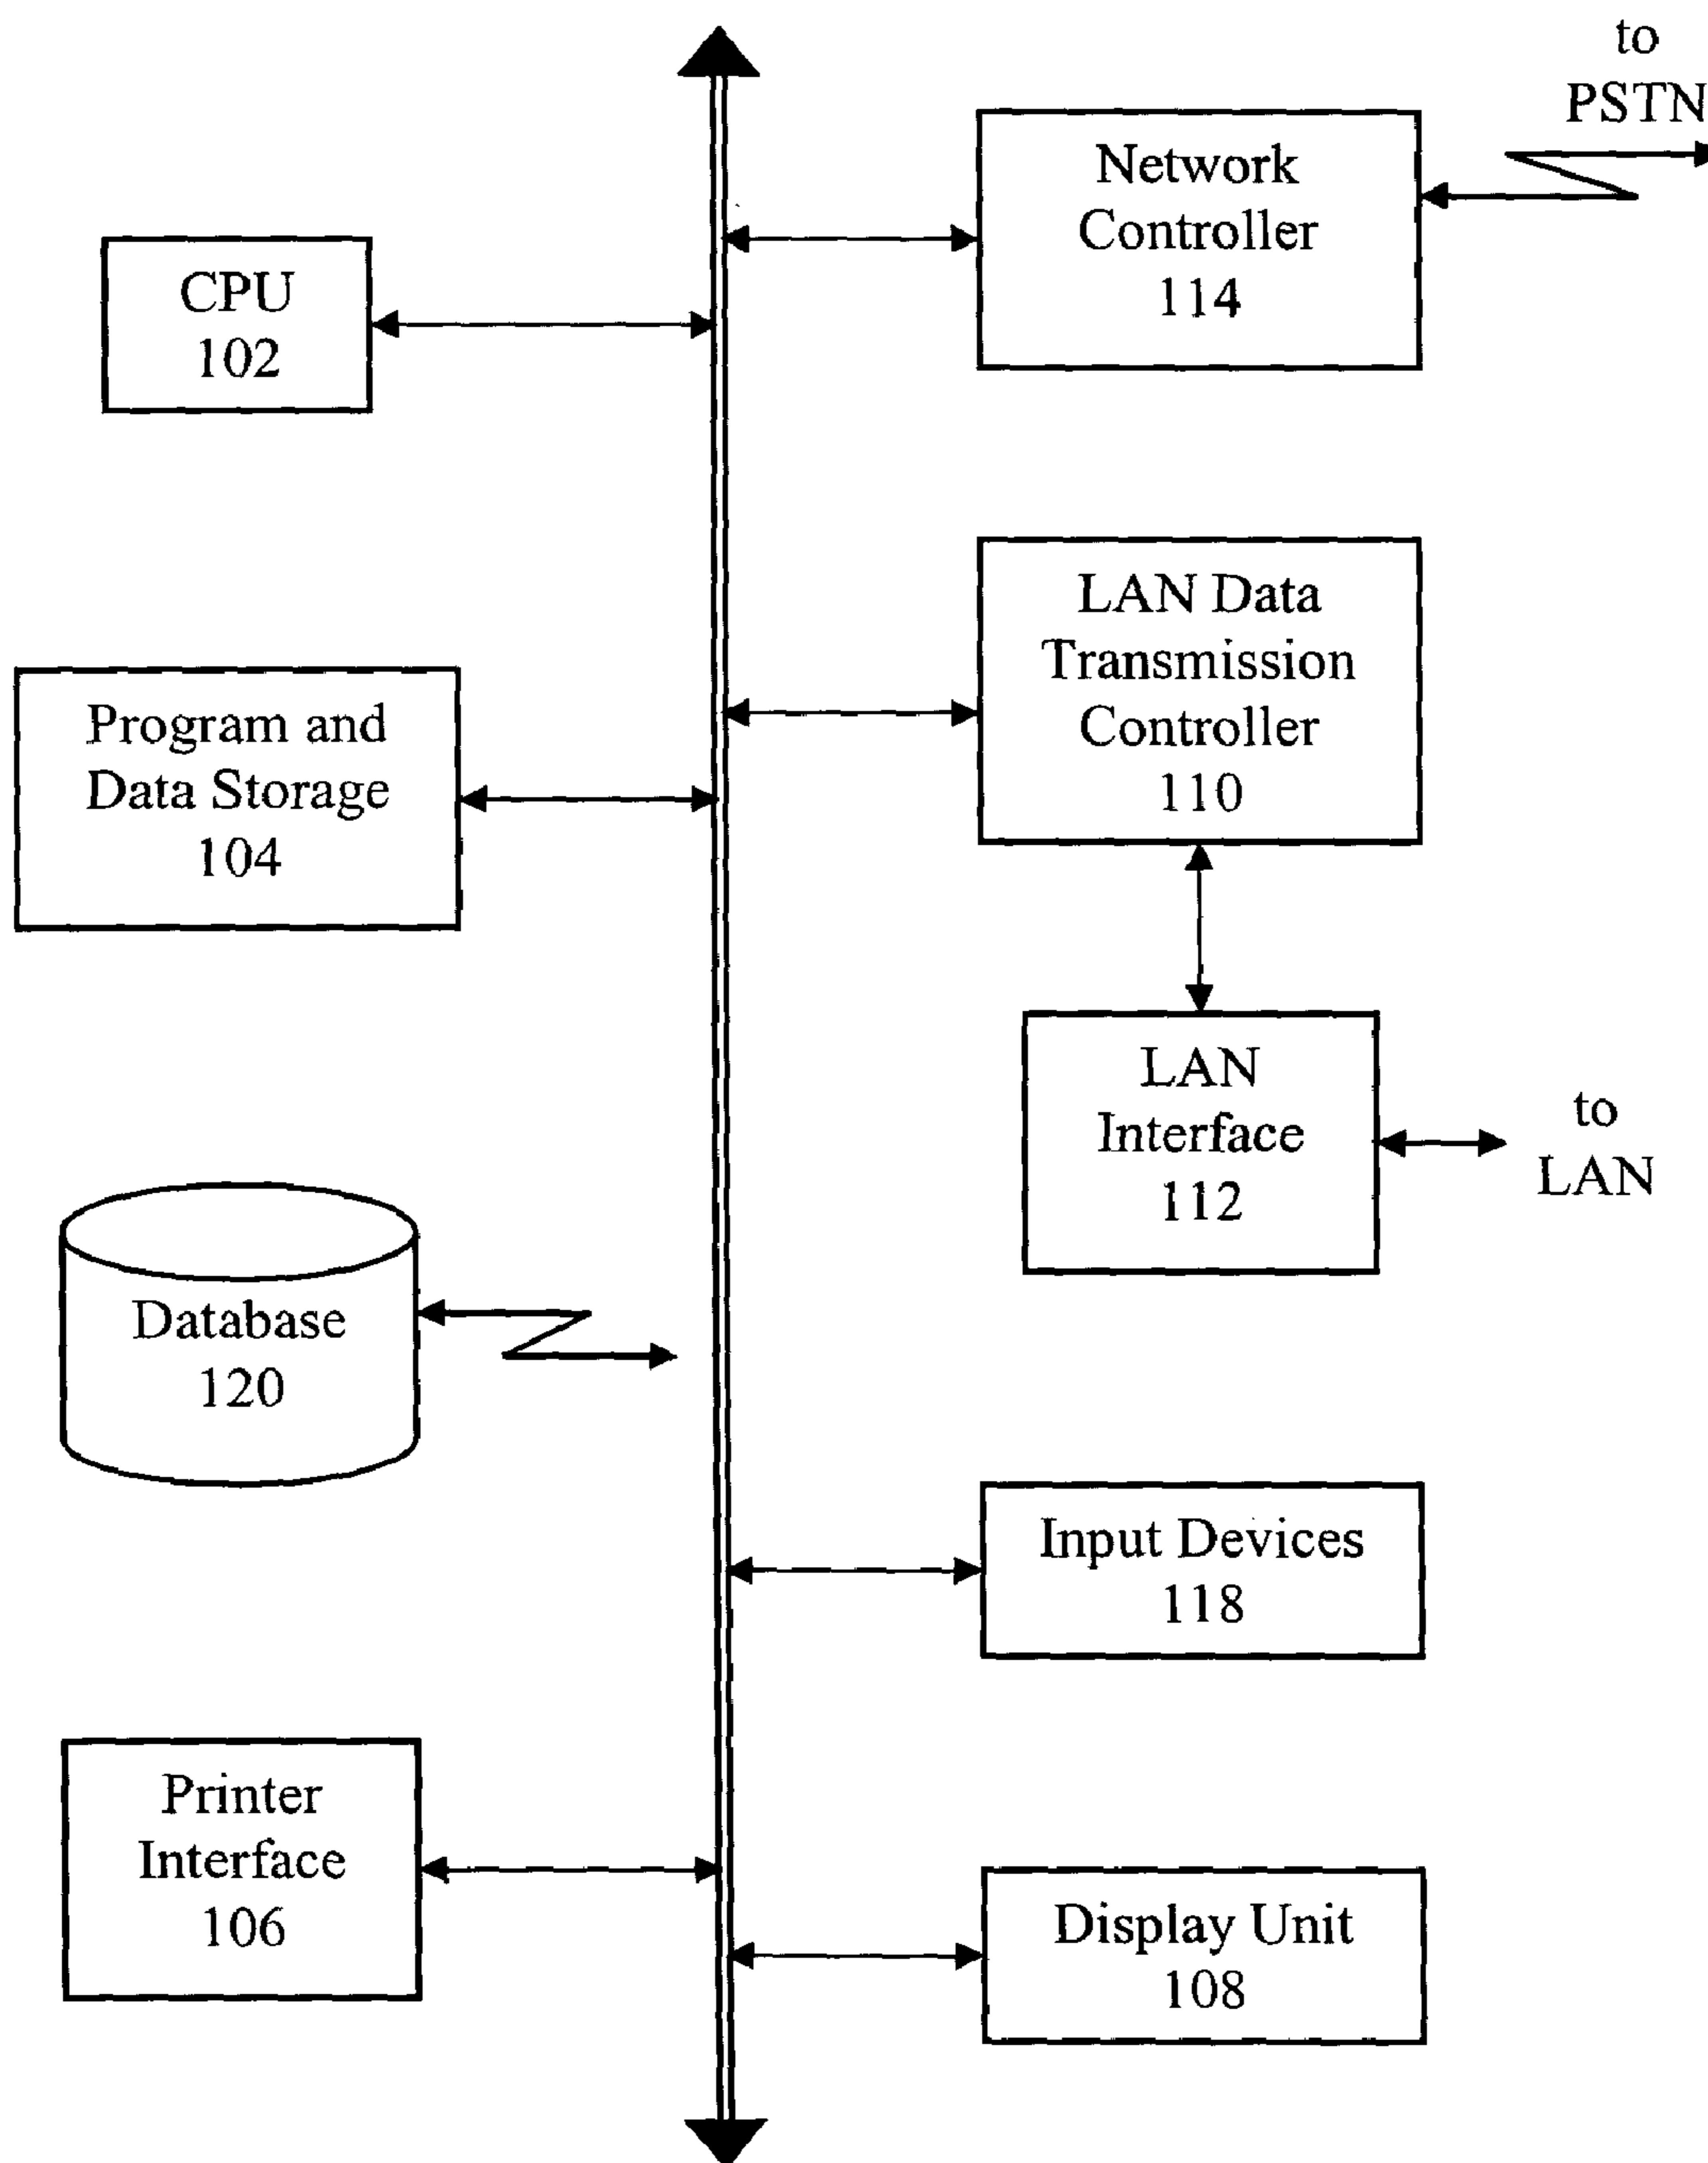 to
PSTN
Network
Controller
114
CPU
102
LAN Data
Transmission
Controller
110
Program and
Data Storage
104
LAN
Interface
112
to
LAN
Database
120
Input Devices
118
Printer
Interface
106
Display Unit
108